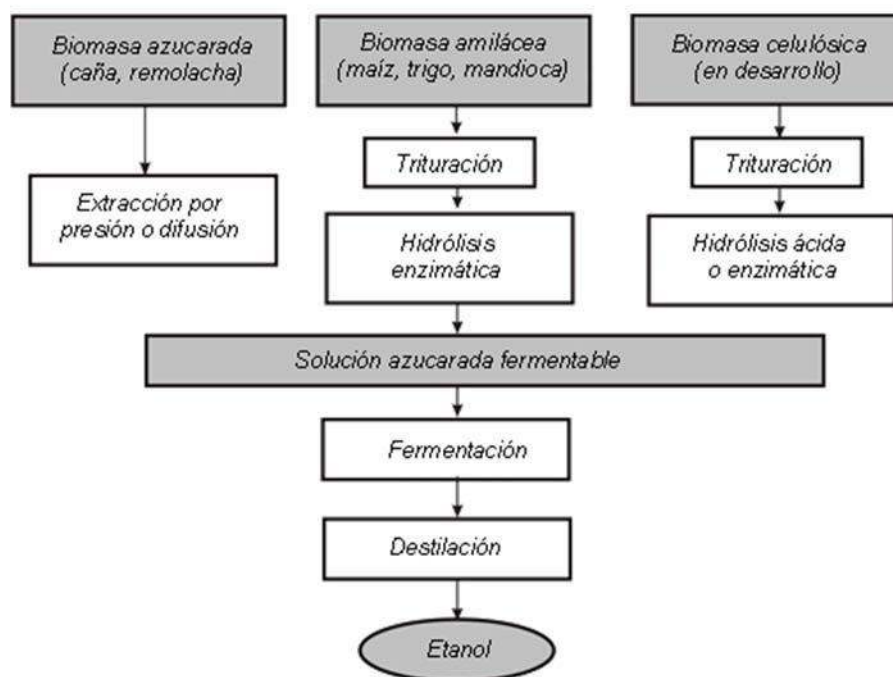 Biomasa azucarada
(caña, remolacha)
Biomasa amilácea
(maíz, trigo, mandioca)
Biomasa celulósica
(en desarrollo)
Extracción por
presión o difusión
Trituración
Trituración
Hidrólisis
enzimática
Hidrólisis ácida
o enzimática
Solución azucarada fermentable
Fermentación
Destilación
Etanol